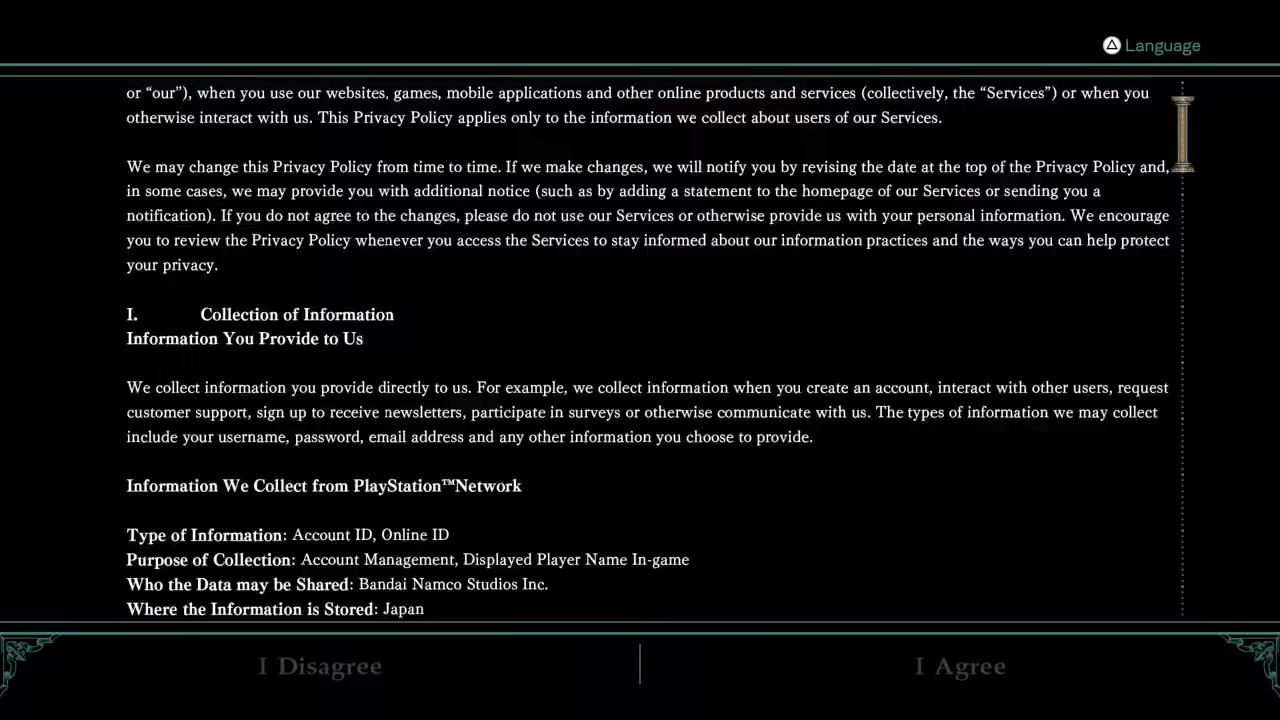 Language
or “our”), when you use our websites, games, mobile applications and other online products and services (collectively, the “Services”) or when you
otherwise interact with us. This Privacy Policy applies only to the information we collect about users of our Services.
We may change this Privacy Policy from time to time. If we make changes, we will notify you by revising the date at the top of the Privacy Policy and,
in some cases, we may provide you with additional notice (such as by adding a statement to the homepage of our Services or sending you a
notification). If you do not agree to the changes, please do not use our Services or otherwise provide us with your personal information. We encourage
you to review the Privacy Policy whenever you access the Services to stay informed about our information practices and the ways you can help protect
your privacy.
I. Collection of Information
Information You Provide to Us
We collect information you provide directly to us. For example, we collect information when you create an account, interact with other users, request
customer support, sign up to receive newsletters, participate in surveys or otherwise communicate with us. The types of information we may collect
include your username, password, email address and any other information you choose to provide.
Information We Collect from PlayStation™Network
Type of Information: Account ID, Online ID
Purpose of Collection: Account Management, Displayed Player Name In-game
Who the Data may be Shared: Bandai Namco Studios Inc.
Where the Information is Stored: Japan
I Disagree
I Agree